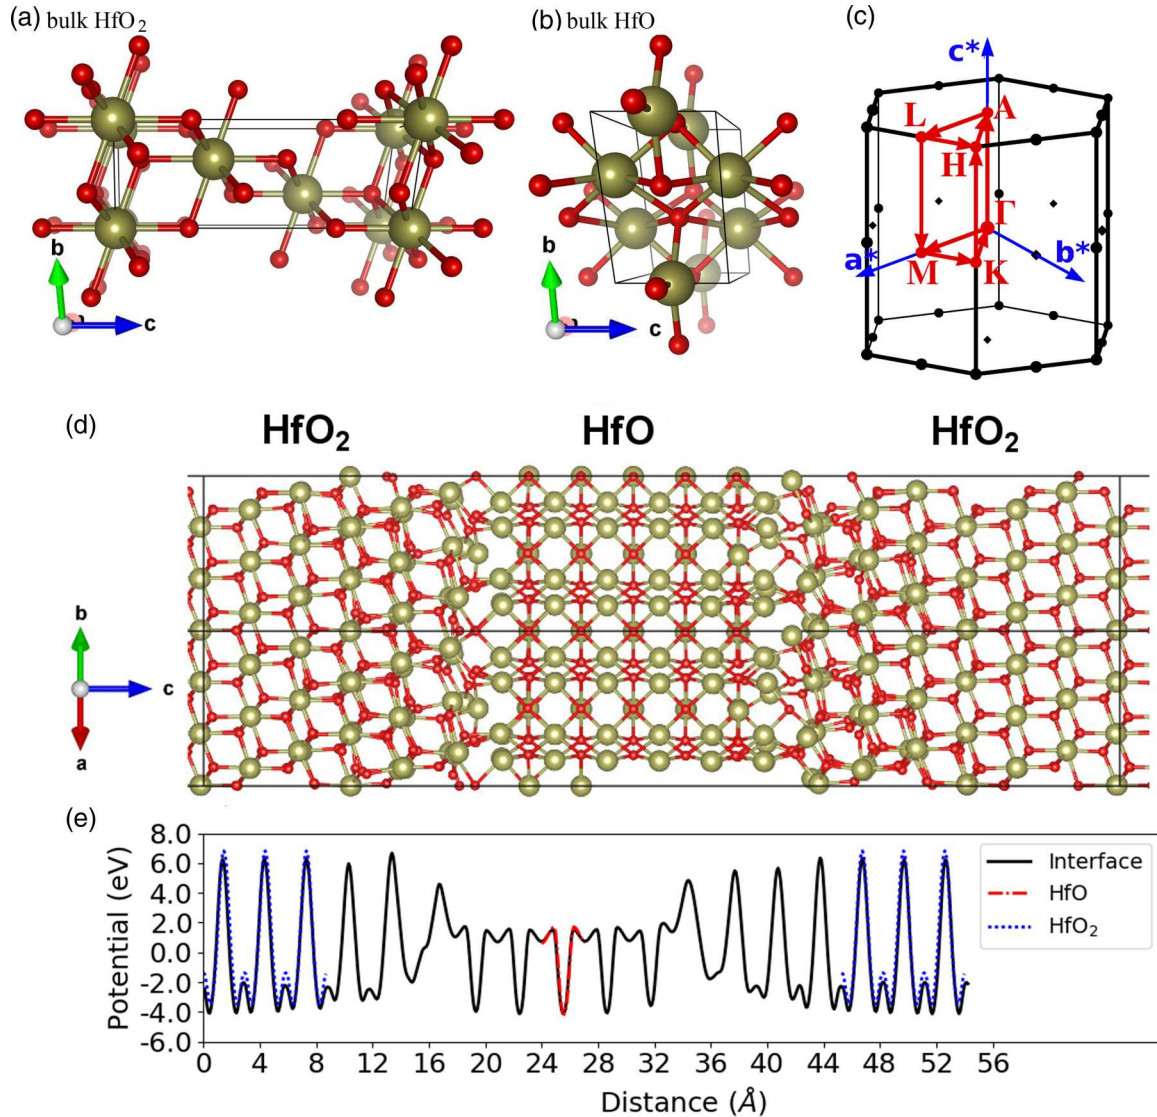 (a) bulk HfO₂
(b) bulk HfO
(c)
b
c
b
c
c*
A
L
H
Γ
a*
M
K
b*
(d)
HfO₂
HfO
HfO₂
b
c
a
(e)
8.0
6.0
4.0
2.0
0.0
-2.0
-4.0
-6.0
Potential (eV)
Interface
HfO
HfO₂
0 4 8 12 16 20 24 28 32 36 40 44 48 52 56
Distance (Å)